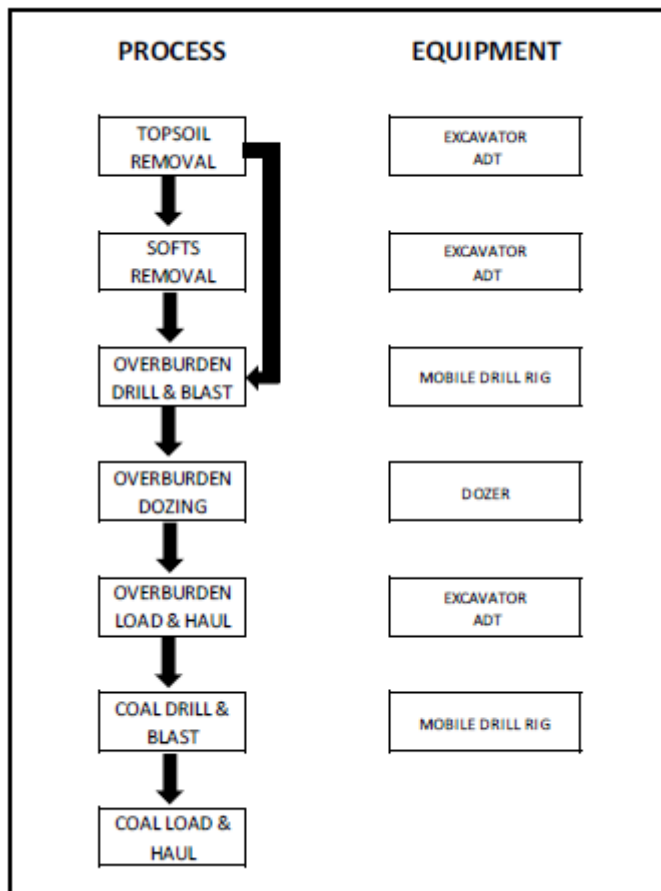 PROCESS EQUIPMENT
TOPSOIL
REMOVAL
EXCAVATOR
ADT
SOFTS
REMOVAL
EXCAVATOR
ADT
OVERBURDEN
DRILL & BLAST
MOBILE DRILL RIG
OVERBURDEN
DOZING
DOZER
OVERBURDEN
LOAD & HAUL
EXCAVATOR
ADT
COAL DRILL &
BLAST
MOBILE DRILL RIG
COAL LOAD &
HAUL